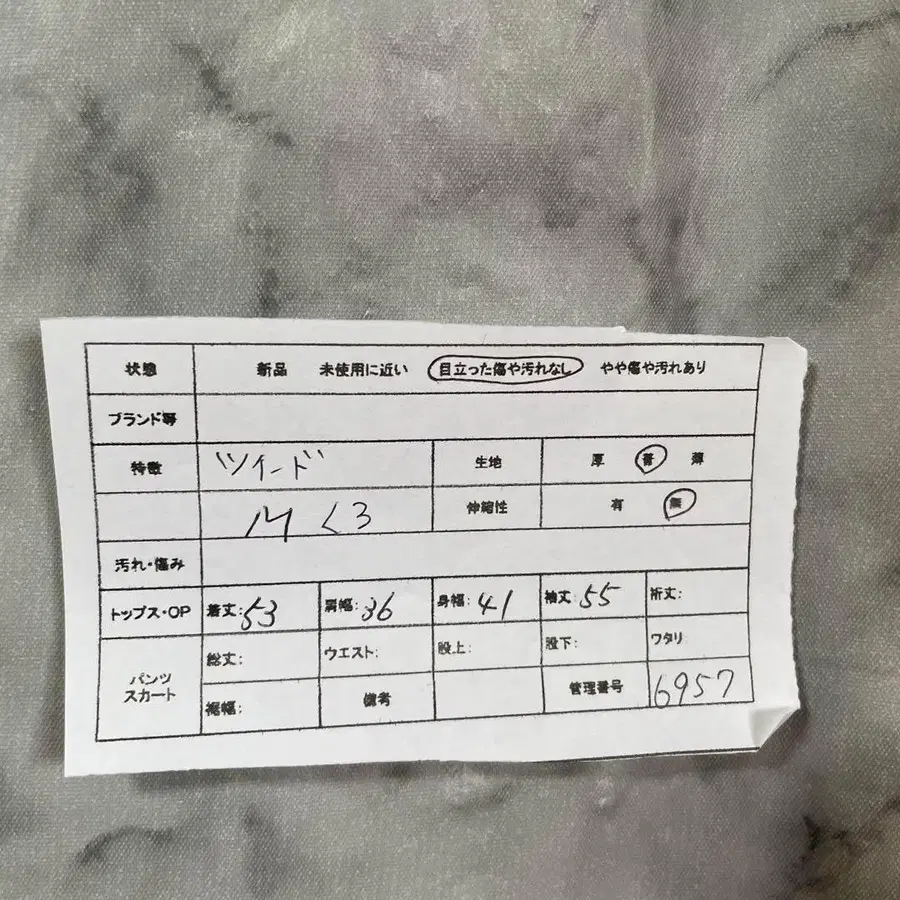 状態 新品 未使用に近い 目立った傷や汚れなし やや傷や汚れあり
ブランド等
特徴 ツイード 生地 厚 普 薄
M くろ 伸縮性 有 無
汚れ・傷み
トップス・OP 着丈:53 肩幅:36 身幅:41 袖丈:55 裄丈:
パンツ スカート 総丈: ウエスト: 股上: 股下: ワタリ
裾幅: 備考 管理番号 6957